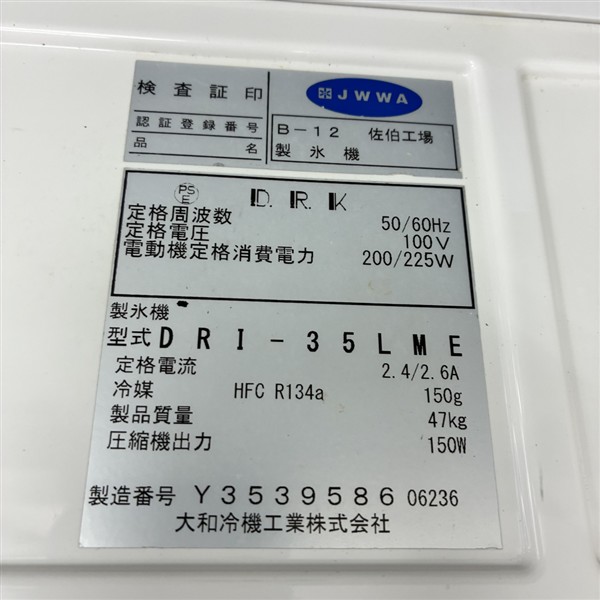 検査証印 JWWA
認証登録番号 B-12 佐伯工場
品名 製氷機
PSE D.R.K
定格周波数 50/60Hz
定格電圧 100V
電動機定格消費電力 200/225W
製氷機
型式 DRI-35LME
定格電流 2.4/2.6A
冷媒 HFC R134a 150g
製品質量 47kg
圧縮機出力 150W
製造番号 Y3539586 06236
大和冷機工業株式会社